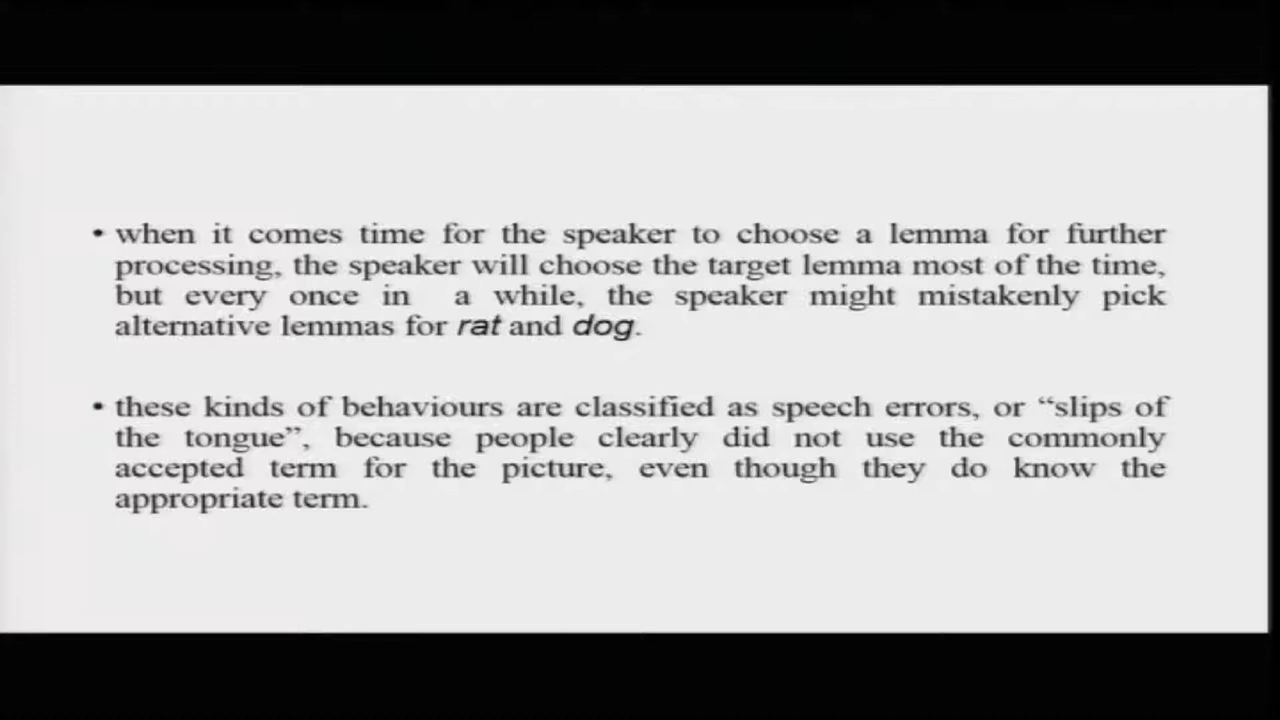 • when it comes time for the speaker to choose a lemma for further
processing, the speaker will choose the target lemma most of the time,
but every once in a while, the speaker might mistakenly pick
alternative lemmas for rat and dog.
• these kinds of behaviours are classified as speech errors, or “slips of
the tongue”, because people clearly did not use the commonly
accepted term for the picture, even though they do know the
appropriate term.